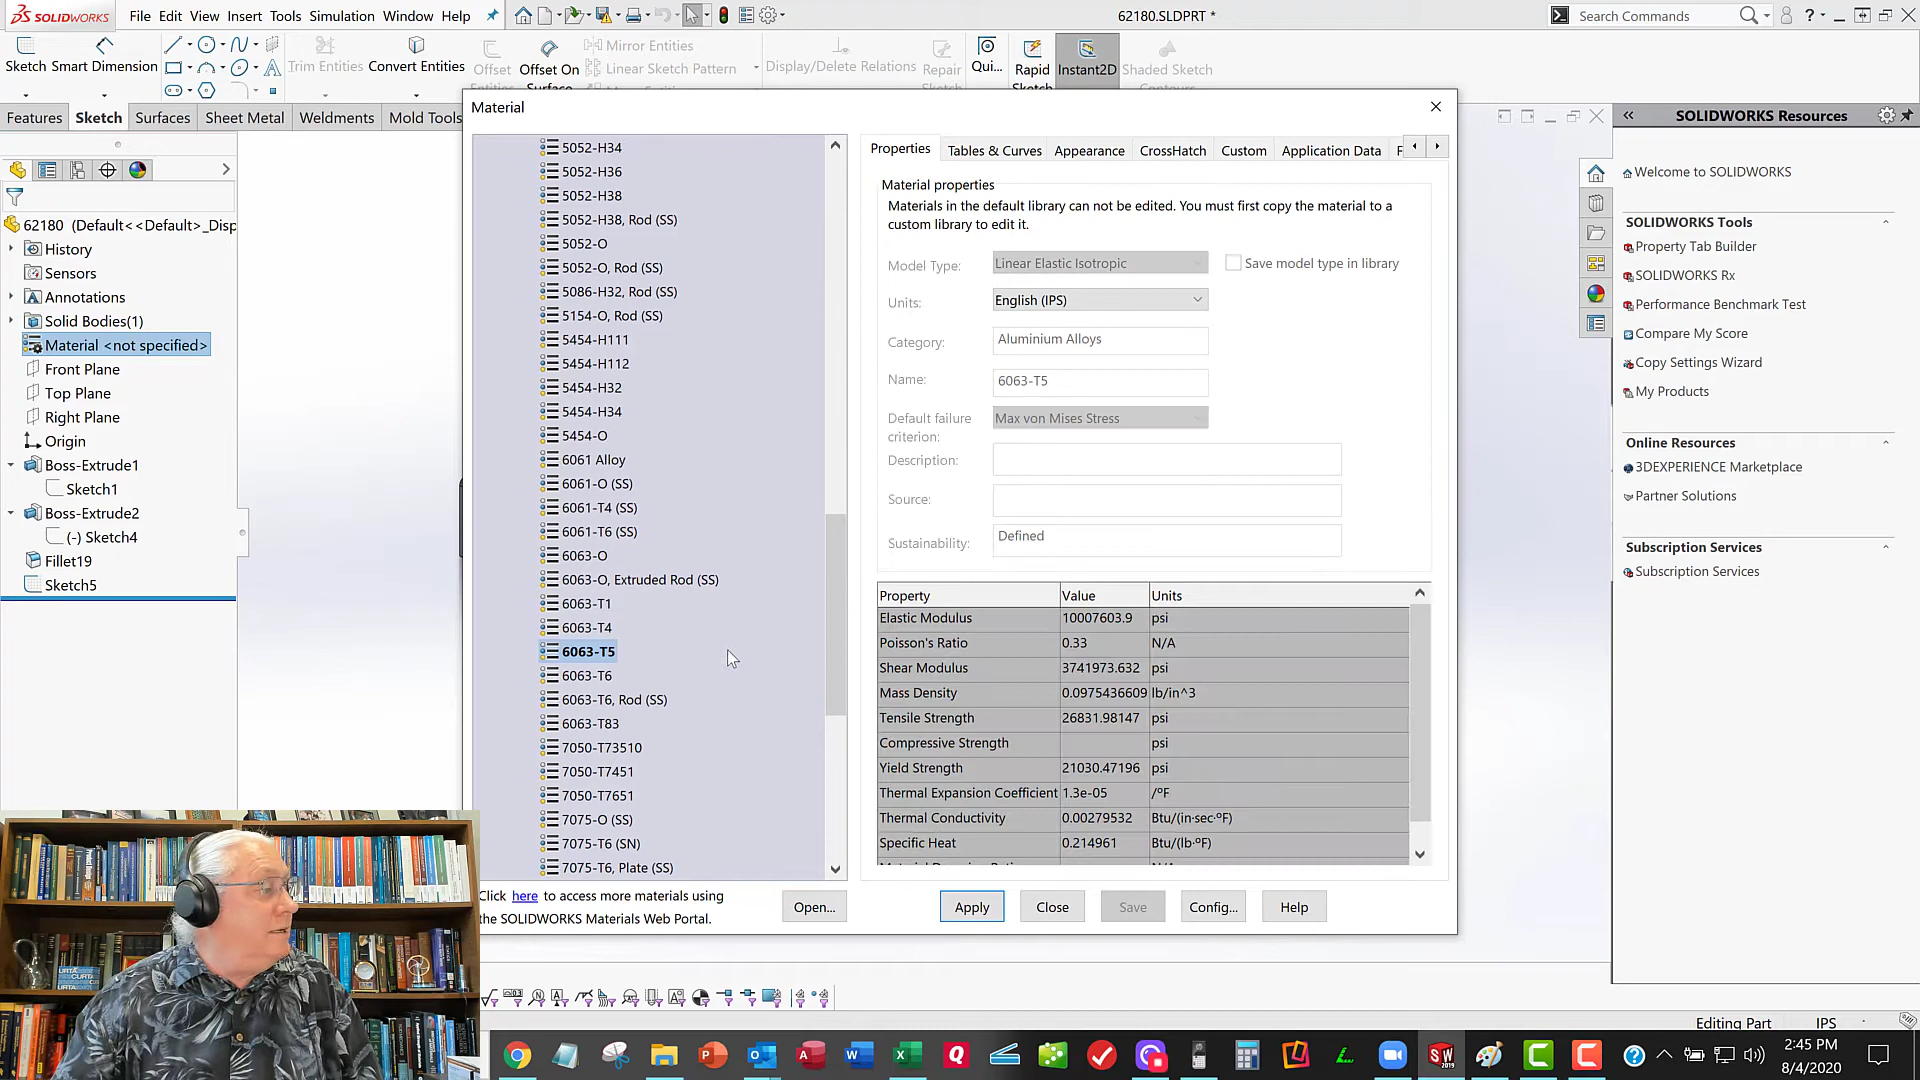 SOLIDWORKS File Edit View Insert Tools Simulation Window Help 62180.SLDPRT * Search Commands
Sketch Smart Dimension Trim Entities Convert Entities Offset Entities Offset On Surface Mirror Entities Linear Sketch Pattern Display/Delete Relations Repair Sketch Qui... Rapid Sketch Instant2D Shaded Sketch Contours
Features Sketch Surfaces Sheet Metal Weldments Mold Tools
62180 (Default<<Default>_Disp
History
Sensors
Annotations
Solid Bodies(1)
Material <not specified>
Front Plane
Top Plane
Right Plane
Origin
Boss-Extrude1
Sketch1
Boss-Extrude2
(-) Sketch4
Fillet19
Sketch5
Material
5052-H34
5052-H36
5052-H38
5052-H38, Rod (SS)
5052-O
5052-O, Rod (SS)
5086-H32, Rod (SS)
5154-O, Rod (SS)
5454-H111
5454-H112
5454-H32
5454-H34
5454-O
6061 Alloy
6061-O (SS)
6061-T4 (SS)
6061-T6 (SS)
6063-O
6063-O, Extruded Rod (SS)
6063-T1
6063-T4
6063-T5
6063-T6
6063-T6, Rod (SS)
6063-T83
7050-T73510
7050-T7451
7050-T7651
7075-O (SS)
7075-T6 (SN)
7075-T6, Plate (SS)
Click here to access more materials using
the SOLIDWORKS Materials Web Portal.
Open...
Properties Tables & Curves Appearance CrossHatch Custom Application Data F
Material properties
Materials in the default library can not be edited. You must first copy the material to a
custom library to edit it.
Model Type: Linear Elastic Isotropic Save model type in library
Units: English (IPS)
Category: Aluminium Alloys
Name: 6063-T5
Default failure
criterion: Max von Mises Stress
Description:
Source:
Sustainability: Defined
Property Value Units
Elastic Modulus 10007603.9 psi
Poisson's Ratio 0.33 N/A
Shear Modulus 3741973.632 psi
Mass Density 0.0975436609 lb/in^3
Tensile Strength 26831.98147 psi
Compressive Strength psi
Yield Strength 21030.47196 psi
Thermal Expansion Coefficient 1.3e-05 /ºF
Thermal Conductivity 0.00279532 Btu/(in·sec·ºF)
Specific Heat 0.214961 Btu/(lb·ºF)
Apply Close Save Config... Help
SOLIDWORKS Resources
Welcome to SOLIDWORKS
SOLIDWORKS Tools
Property Tab Builder
SOLIDWORKS Rx
Performance Benchmark Test
Compare My Score
Copy Settings Wizard
My Products
Online Resources
3DEXPERIENCE Marketplace
Partner Solutions
Subscription Services
Subscription Services
Editing Part IPS
2:45 PM
8/4/2020